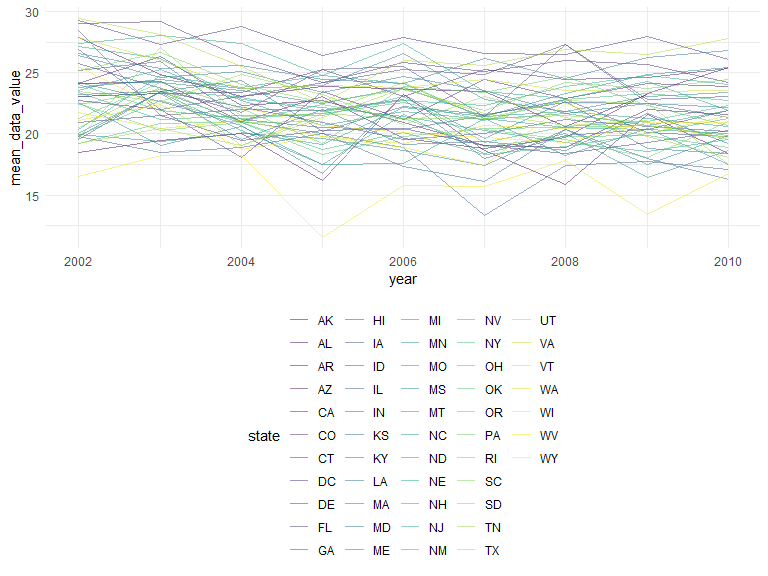 30
25
20
15
mean_data_value
2002 2004 2006 2008 2010
year
state
AK HI MI NV UT
AL IA MN NY VA
AR ID MO OH VT
AZ IL MS OK WA
CA IN MT OR WI
CO KS NC PA WV
CT KY ND RI WY
DC LA NE SC
DE MA NH SD
FL MD NJ TN
GA ME NM TX